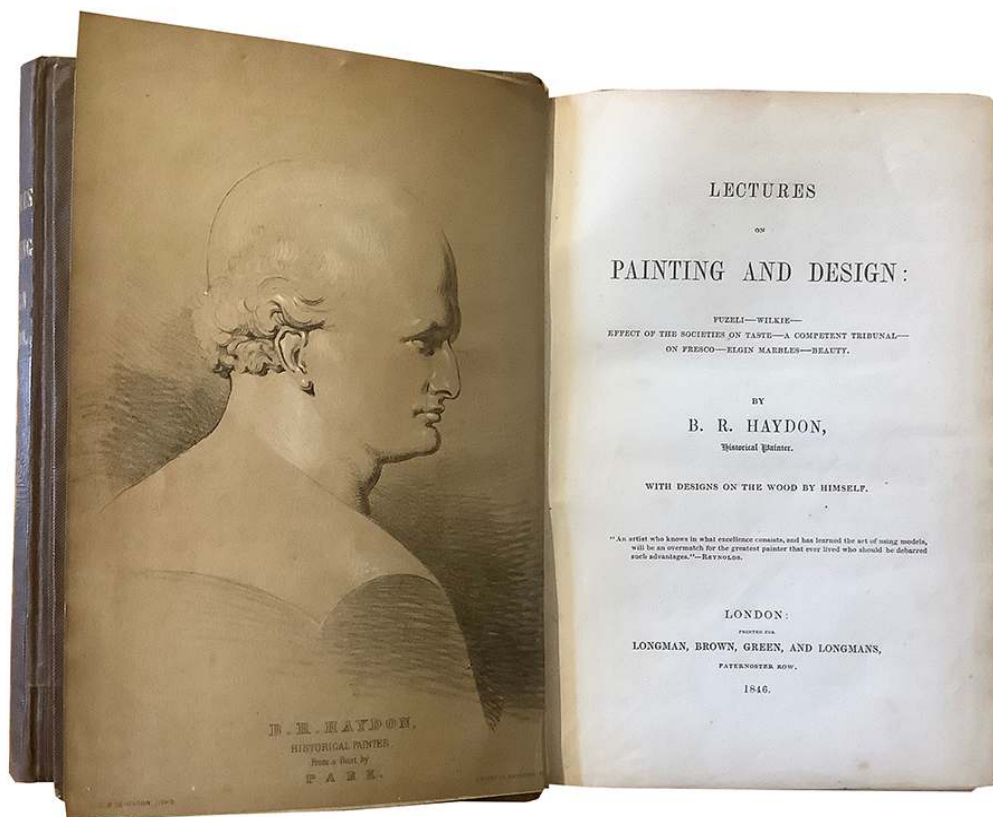 B. R. HAYDON,
HISTORICAL PAINTER
From a Bust by
PARK.
LECTURES
ON
PAINTING AND DESIGN:
FUZELI—WILKIE—
EFFECT OF THE SOCIETIES ON TASTE—A COMPETENT TRIBUNAL—
ON FRESCO—ELGIN MARBLES—BEAUTY.
BY
B. R. HAYDON,
Historical Painter.
WITH DESIGNS ON THE WOOD BY HIMSELF.
"An artist who knows in what excellence consists, and has learned the art of using models,
will be an overmatch for the greatest painter that ever lived who should be debarred
such advantages."—REYNOLDS.
LONDON:
PRINTED FOR
LONGMAN, BROWN, GREEN, AND LONGMANS,
PATERNOSTER ROW.
1846.